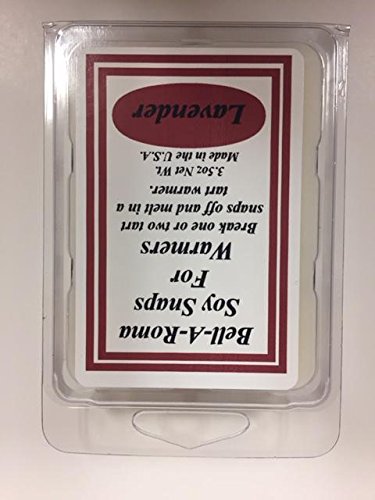 Bell-A-Roma
Soy Snaps
For
Warmers
Break one or two tart
snaps off and melt in a
tart warmer.
3.5oz Net Wt.
Made in the U.S.A.
Lavender